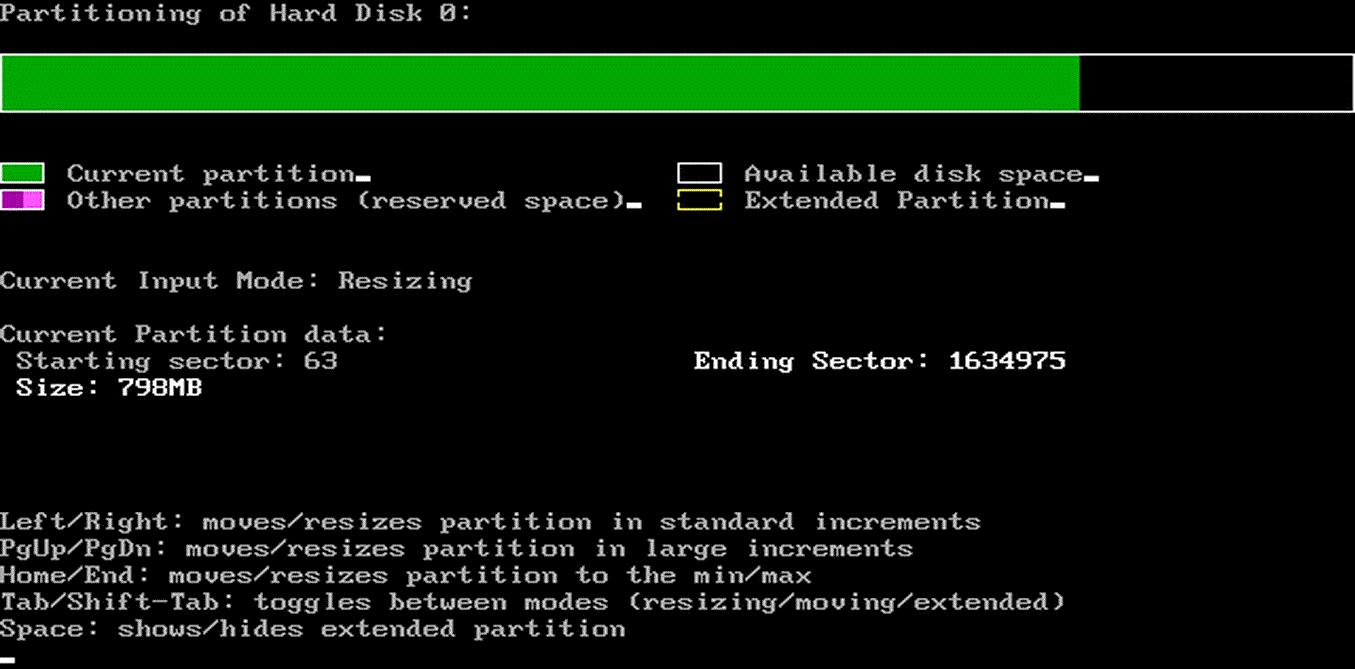 Partitioning of Hard Disk 0:
Current partition
Available disk space
Other partitions (reserved space)
Extended Partition
Current Input Mode: Resizing
Current Partition data:
Starting sector: 63
Ending Sector: 1634975
Size: 798MB
Left/Right: moves/resizes partition in standard increments
PgUp/PgDn: moves/resizes partition in large increments
Home/End: moves/resizes partition to the min/max
Tab/Shift-Tab: toggles between modes (resizing/moving/extended)
Space: shows/hides extended partition